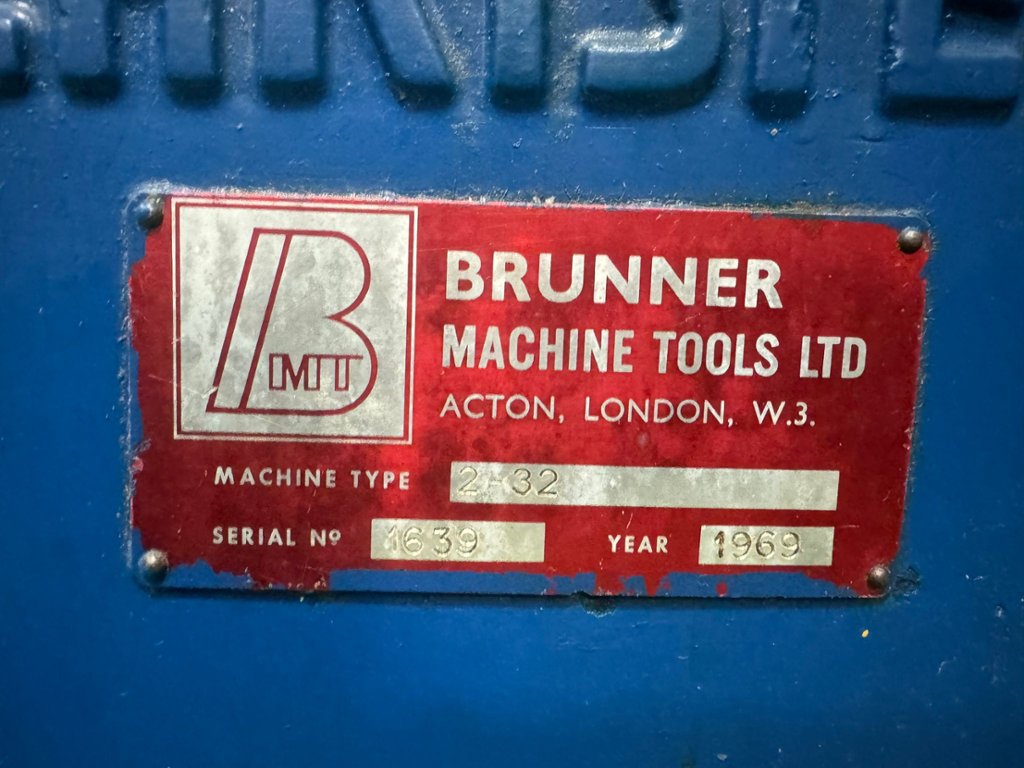 BRUNNER
MACHINE TOOLS LTD
ACTON, LONDON, W.3.
B MT
MACHINE TYPE 2-32
SERIAL Nº 1639 YEAR 1969